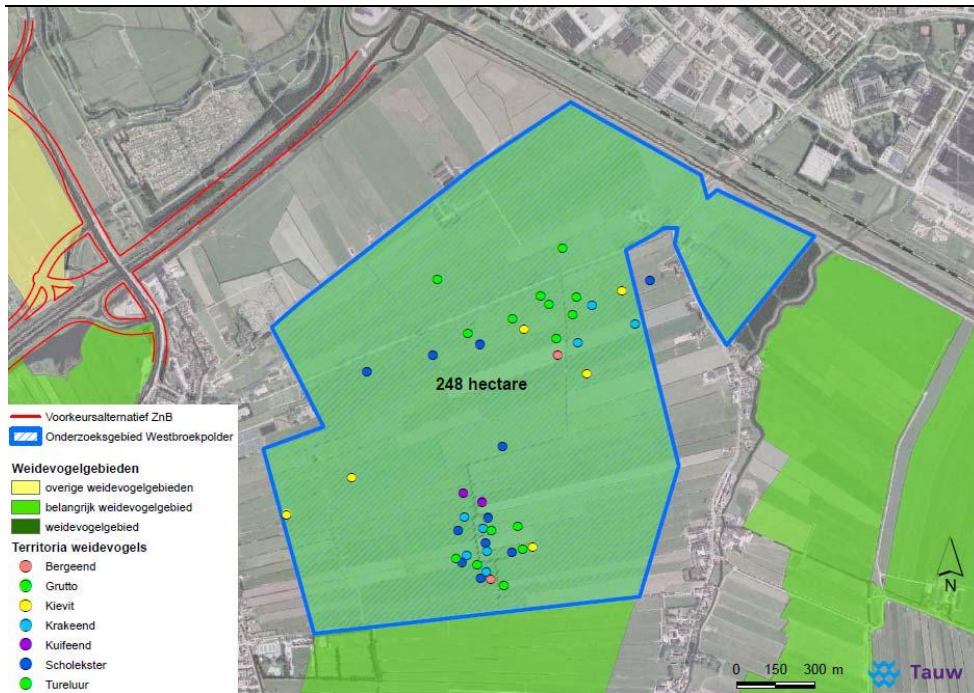 248 hectare
Voorkeursalternatief ZnB
Onderzoeksgebied Westbroekpolder
Weidevogelgebieden
overige weidevogelgebieden
belangrijk weidevogelgebied
weidevogelgebied
Territoria weidevogels
Bergeend
Grutto
Kievit
Krakeend
Kuifeend
Scholekster
Tureluur
N
0 150 300 m
Tauw